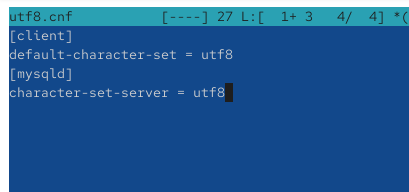 utf8.cnf [----] 27 L:[ 1+ 3 4/ 4] *(
[client]
default-character-set = utf8
[mysqld]
character-set-server = utf8